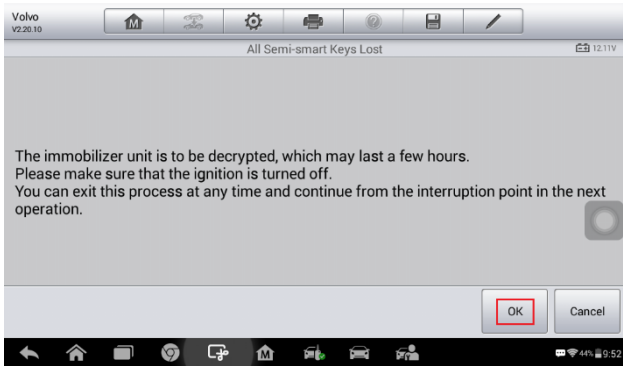 Volvo
V2.20.10
M
All Semi-smart Keys Lost
12.11V
The immobilizer unit is to be decrypted, which may last a few hours.
Please make sure that the ignition is turned off.
You can exit this process at any time and continue from the interruption point in the next
operation.
OK
Cancel
M
44%
9:52